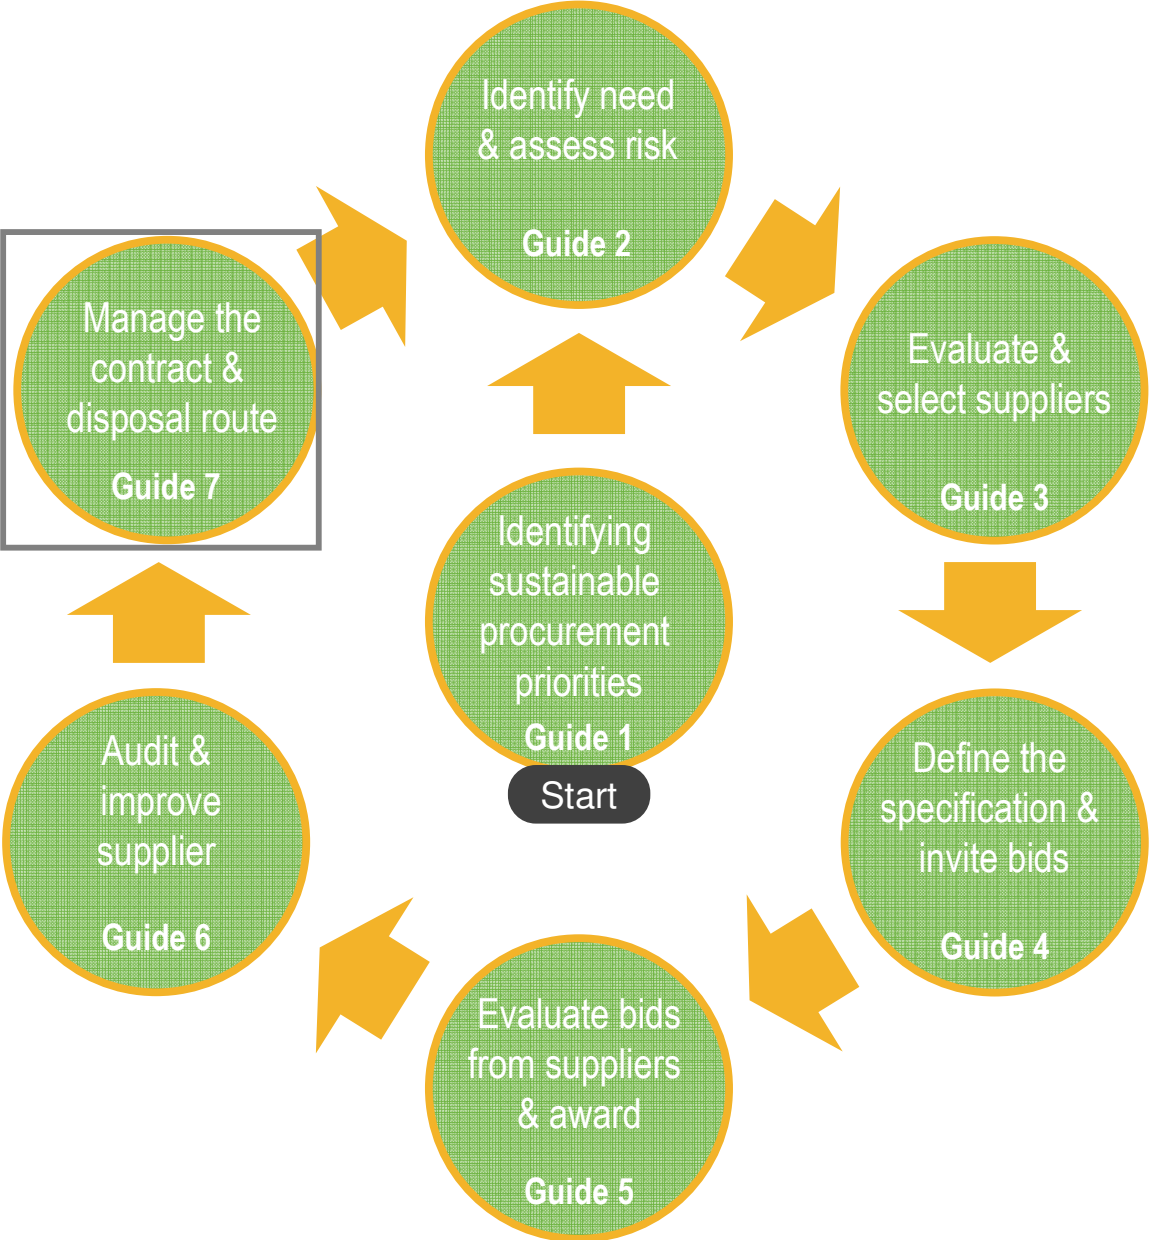 Identify need
& assess risk
Guide 2
Manage the
contract &
disposal route
Guide 7
Evaluate &
select suppliers
Guide 3
Identifying
sustainable
procurement
priorities
Guide 1
Start
Audit &
improve
supplier
Guide 6
Define the
specification &
invite bids
Guide 4
Evaluate bids
from suppliers
& award
Guide 5